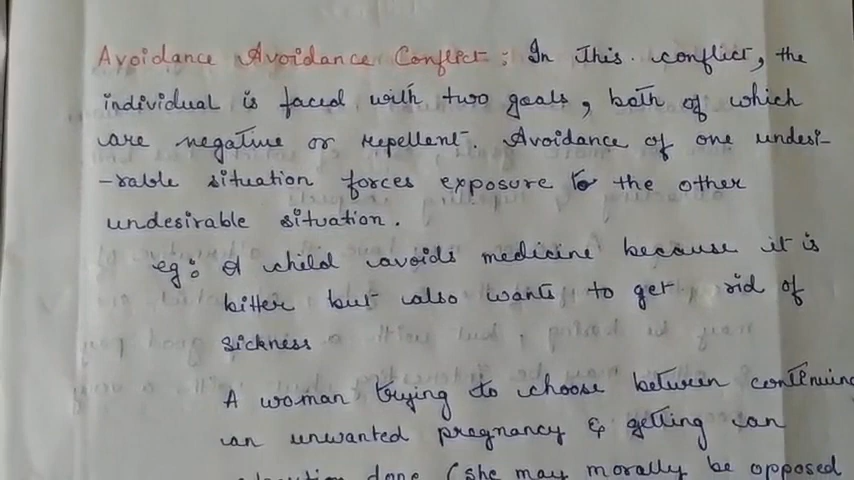 Avoidance Avoidance Conflict : In this conflict, the
individual is faced with two goals, both of which
are negative or repellent. Avoidance of one undesi-
-rable situation forces exposure to the other
undesirable situation.
eg: A child avoids medicine because it is
bitter but also wants to get rid of
sickness
A woman trying to choose between continuing
an unwanted pregnancy & getting an
done (she may morally be opposed